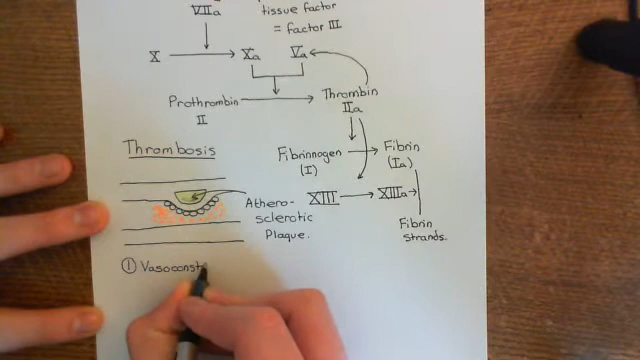 VIIa
tissue factor
= factor III
X
Xa
Va
Prothrombin
II
Thrombin
IIa
Thrombosis
Fibrinnogen
(I)
Fibrin
(Ia)
XIII
XIIIa
Athero-
sclerotic
Plaque.
Fibrin
strands.
① Vasoconst